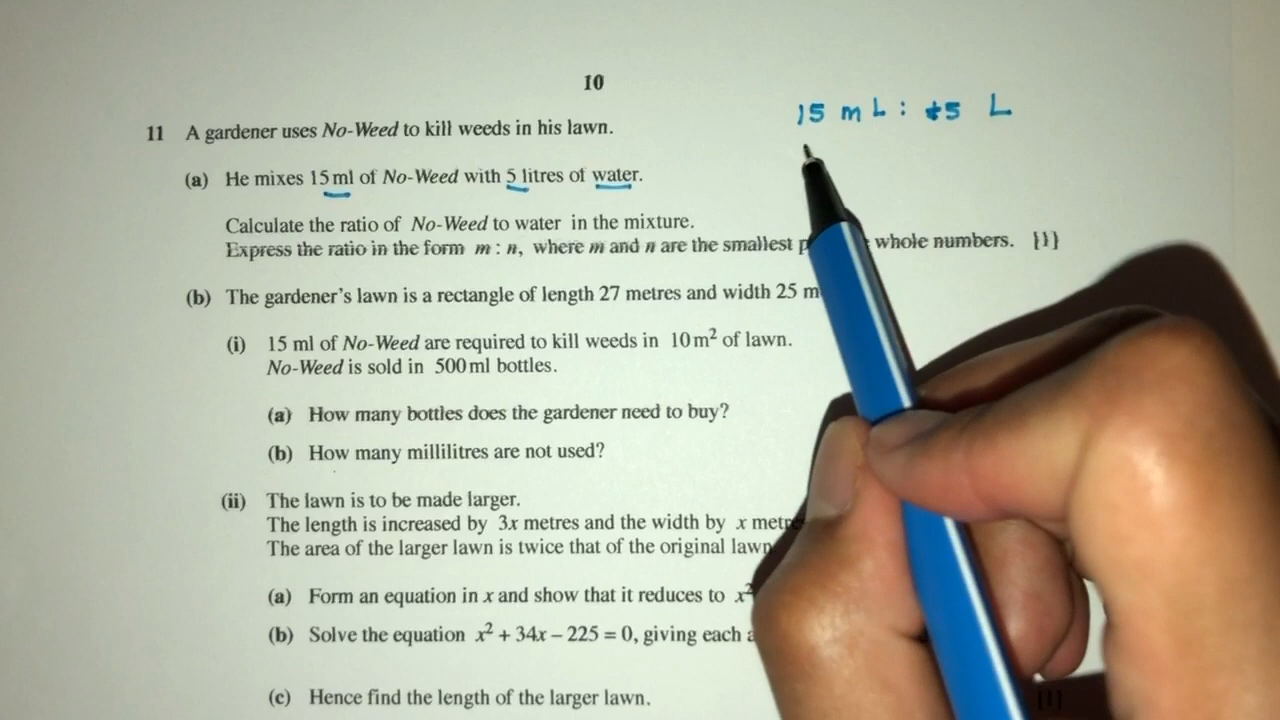 10
15 mL : 5 L
11 A gardener uses No-Weed to kill weeds in his lawn.
(a) He mixes 15 ml of No-Weed with 5 litres of water.
Calculate the ratio of No-Weed to water in the mixture.
Express the ratio in the form m : n, where m and n are the smallest whole numbers. [1]
(b) The gardener's lawn is a rectangle of length 27 metres and width 25 m
(i) 15 ml of No-Weed are required to kill weeds in 10 m² of lawn.
No-Weed is sold in 500 ml bottles.
(a) How many bottles does the gardener need to buy?
(b) How many millilitres are not used?
(ii) The lawn is to be made larger.
The length is increased by 3x metres and the width by x metres
The area of the larger lawn is twice that of the original lawn
(a) Form an equation in x and show that it reduces to x²
(b) Solve the equation x² + 34x − 225 = 0, giving each
(c) Hence find the length of the larger lawn. [1]